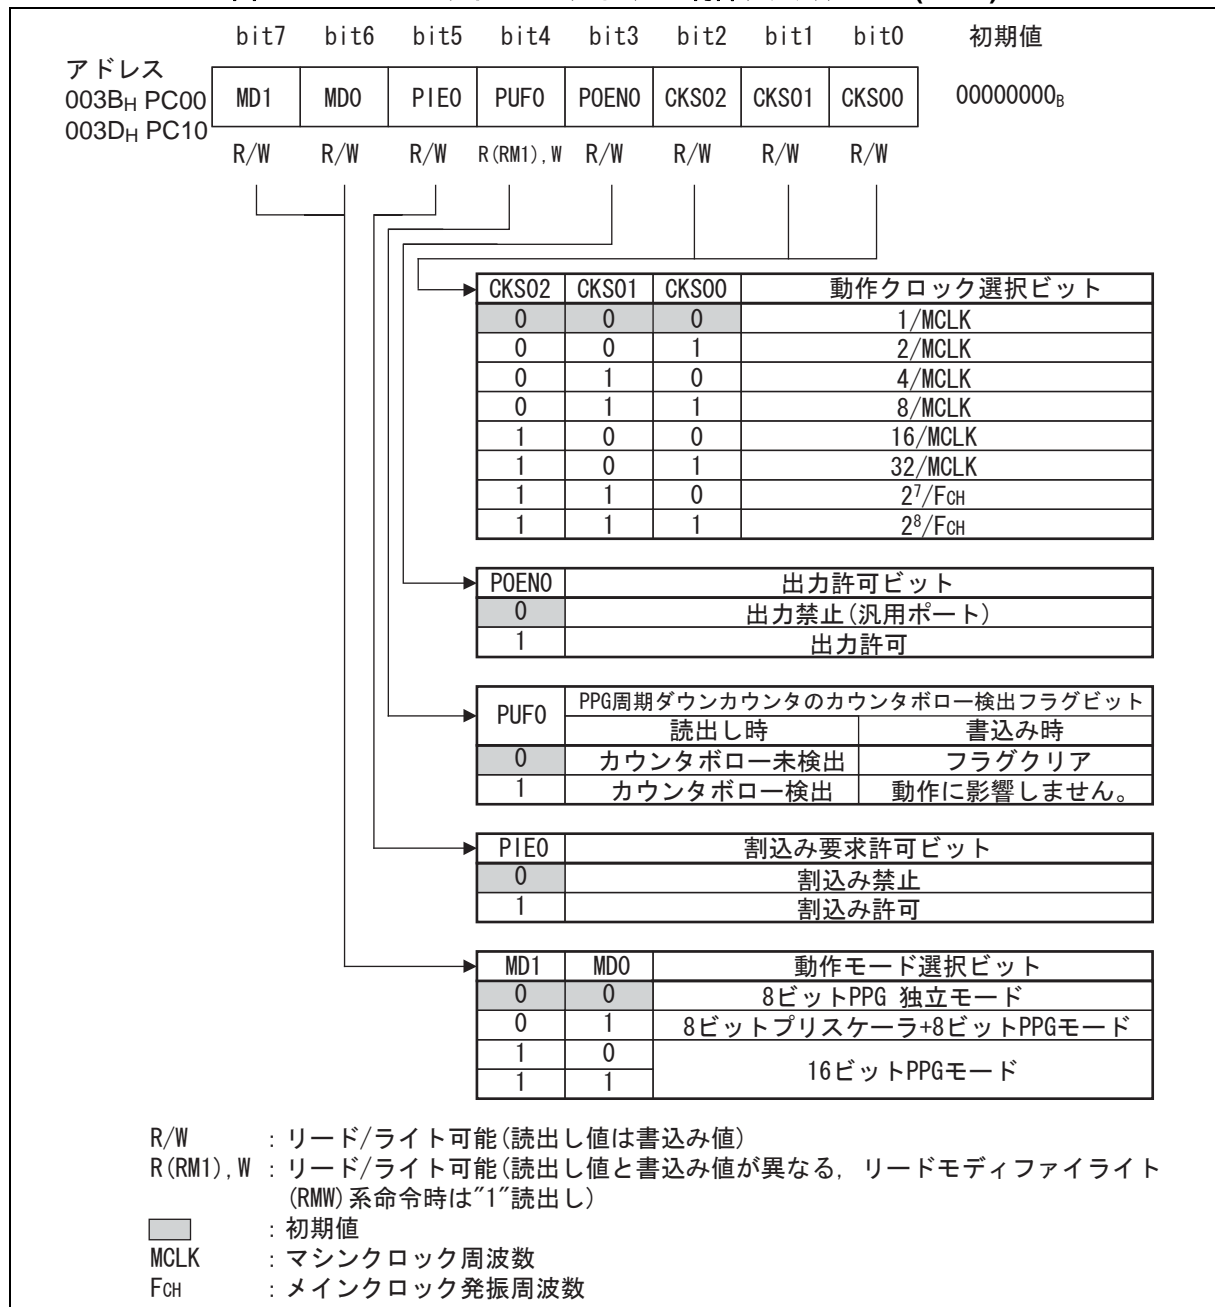 bit7 bit6 bit5 bit4 bit3 bit2 bit1 bit0 初期値
アドレス
003BH PC00 MD1 MD0 PIE0 PUF0 POEN0 CKS02 CKS01 CKS00 00000000B
003DH PC10
R/W R/W R/W R(RM1),W R/W R/W R/W R/W
CKS02 CKS01 CKS00 動作クロック選択ビット
0 0 0 1/MCLK
0 0 1 2/MCLK
0 1 0 4/MCLK
0 1 1 8/MCLK
1 0 0 16/MCLK
1 0 1 32/MCLK
1 1 0 2⁷/FCH
1 1 1 2⁸/FCH
POEN0 出力許可ビット
0 出力禁止(汎用ポート)
1 出力許可
PUF0 PPG周期ダウンカウンタのカウンタボロー検出フラグビット
読出し時 書込み時
0 カウンタボロー未検出 フラグクリア
1 カウンタボロー検出 動作に影響しません。
PIE0 割込み要求許可ビット
0 割込み禁止
1 割込み許可
MD1 MD0 動作モード選択ビット
0 0 8ビットPPG 独立モード
0 1 8ビットプリスケーラ+8ビットPPGモード
1 0 16ビットPPGモード
1 1
R/W : リード/ライト可能(読出し値は書込み値)
R(RM1),W : リード/ライト可能(読出し値と書込み値が異なる, リードモディファイライト
(RMW)系命令時は"1"読出し)
: 初期値
MCLK : マシンクロック周波数
FCH : メインクロック発振周波数